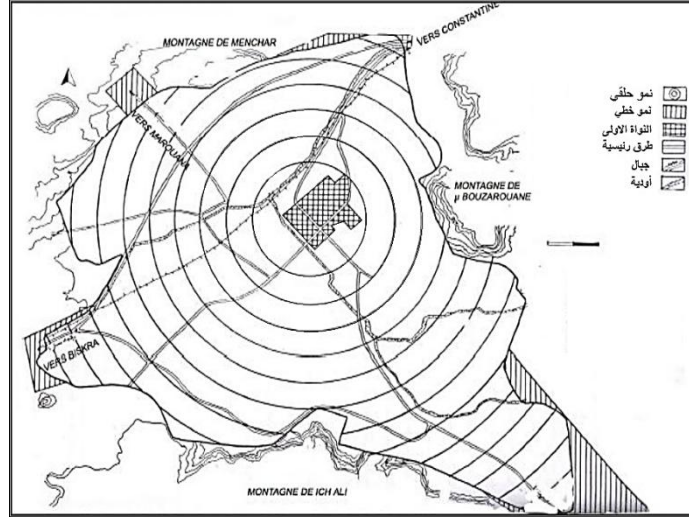 VERS CONSTANTINE
MONTAGNE DE MENCHAR
VERS MAROUANA
MONTAGNE DE
µ BOUZAROUANE
VERS BISKRA
MONTAGNE DE ICH ALI
نمو حلقي
نمو خطي
النواة الاولى
طرق رئيسية
جبال
أودية